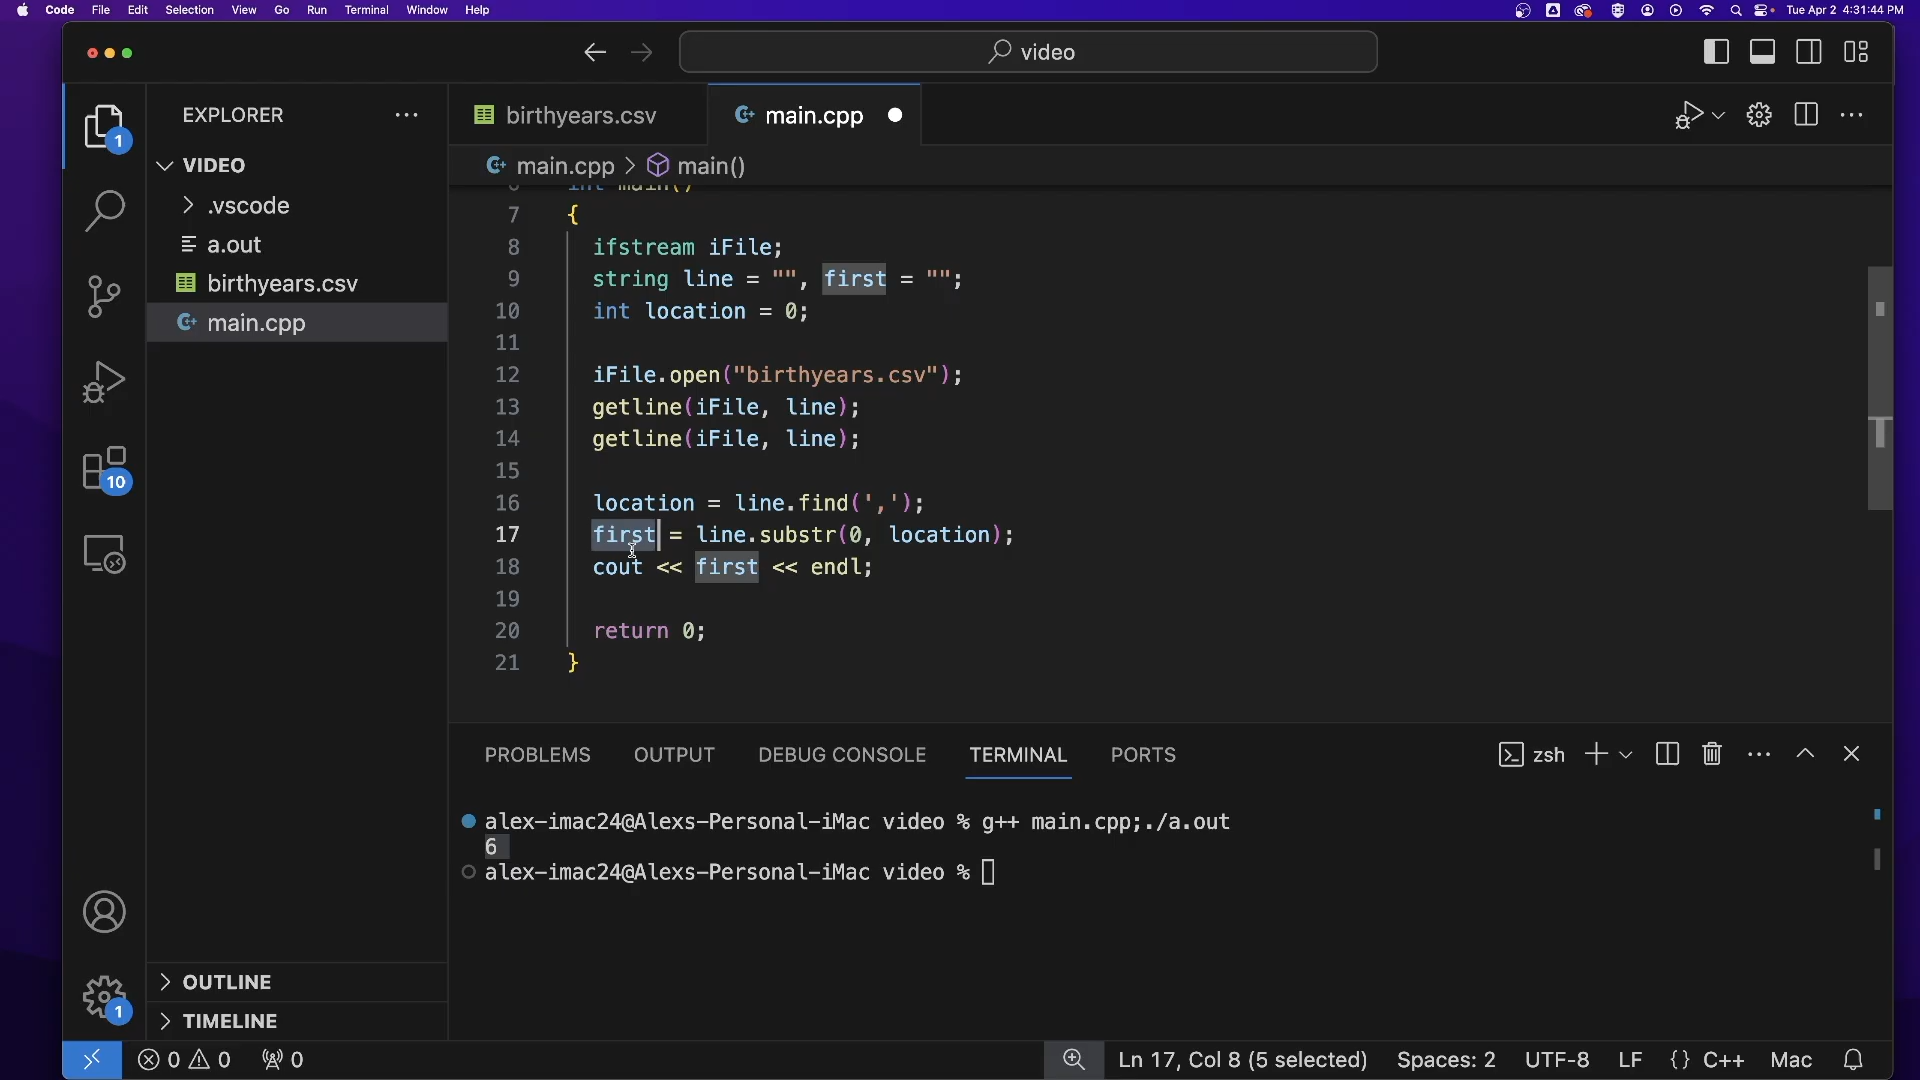 Code File Edit Selection View Go Run Terminal Window Help Tue Apr 2 4:31:44 PM
video
EXPLORER
birthyears.csv
main.cpp
main.cpp > main()
VIDEO
.vscode
a.out
birthyears.csv
main.cpp
6 int main()
7 {
8 ifstream iFile;
9 string line = "", first = "";
10 int location = 0;
11
12 iFile.open("birthyears.csv");
13 getline(iFile, line);
14 getline(iFile, line);
15
16 location = line.find(',');
17 first = line.substr(0, location);
18 cout << first << endl;
19
20 return 0;
21 }
1
10
1
PROBLEMS OUTPUT DEBUG CONSOLE TERMINAL PORTS
zsh
alex-imac24@Alexs-Personal-iMac video % g++ main.cpp;./a.out
6
alex-imac24@Alexs-Personal-iMac video %
OUTLINE
TIMELINE
0 0 0
Ln 17, Col 8 (5 selected) Spaces: 2 UTF-8 LF {} C++ Mac